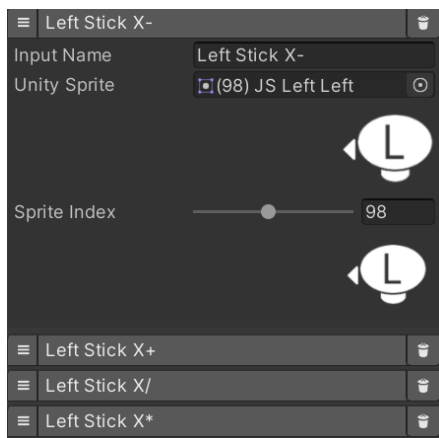 Left Stick X-
Input Name Left Stick X-
Unity Sprite (98) JS Left Left
L
Sprite Index 98
L
Left Stick X+
Left Stick X/
Left Stick X*